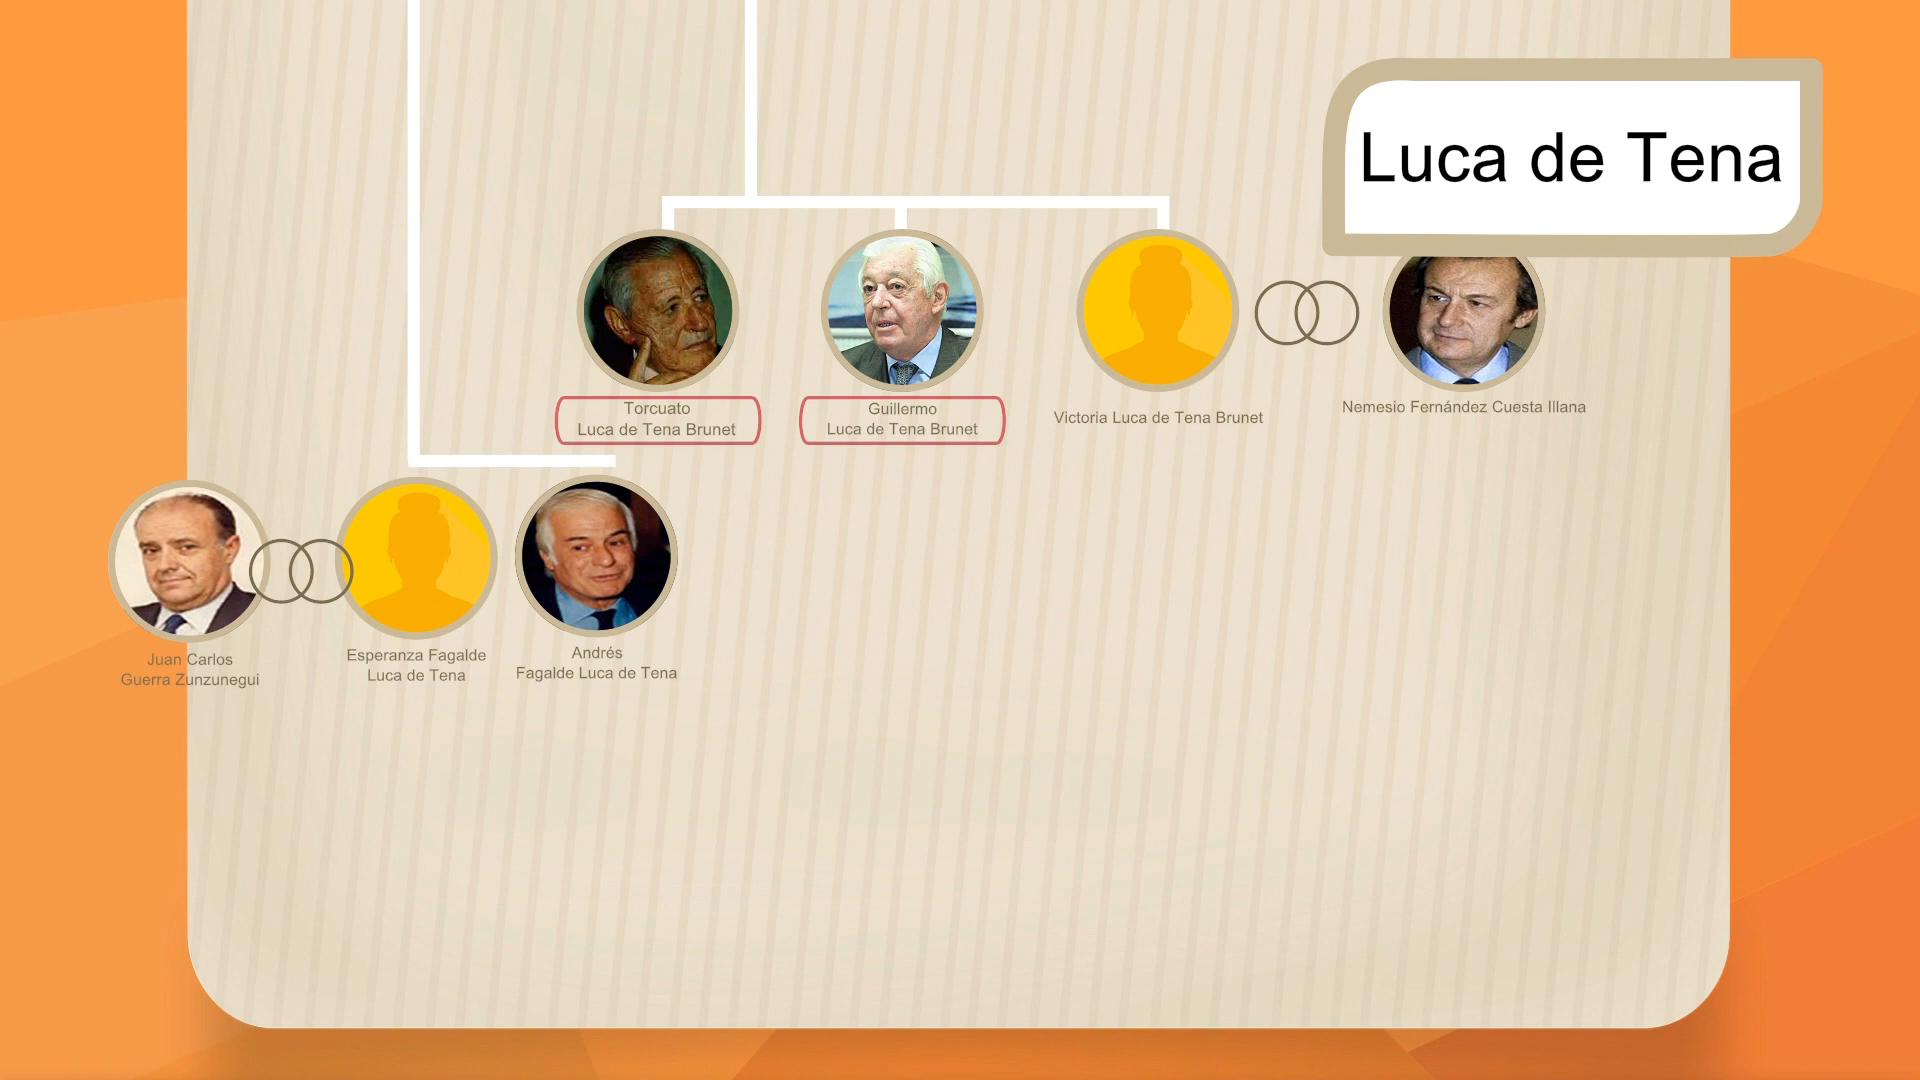 Luca de Tena
Torcuato
Luca de Tena Brunet
Guillermo
Luca de Tena Brunet
Victoria Luca de Tena Brunet
Nemesio Fernández Cuesta Illana
Juan Carlos
Guerra Zunzunegui
Esperanza Fagalde
Luca de Tena
Andrés
Fagalde Luca de Tena